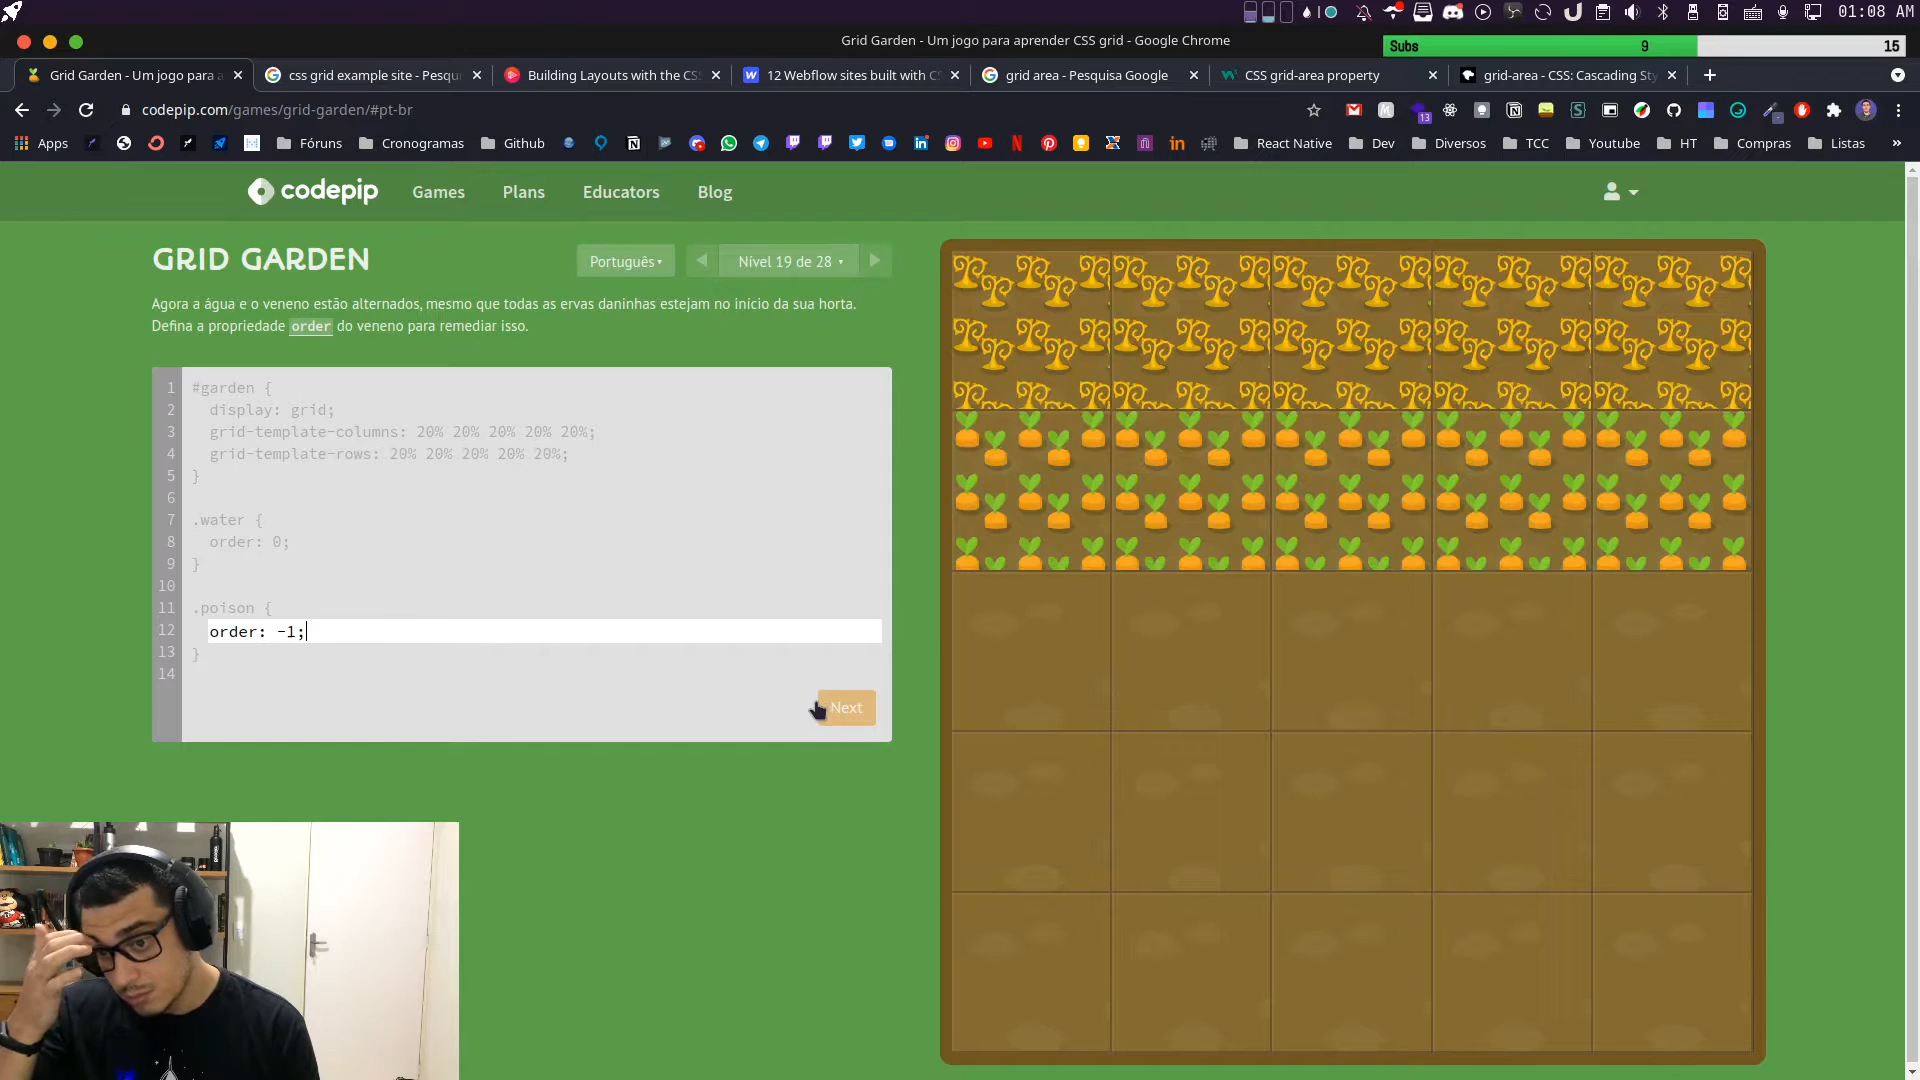 01:08 AM
Grid Garden - Um jogo para aprender CSS grid - Google Chrome
Subs 9 15
Grid Garden - Um jogo para a
css grid example site - Pesqu
Building Layouts with the CS
12 Webflow sites built with C
grid area - Pesquisa Google
CSS grid-area property
grid-area - CSS: Cascading Sty
codepip.com/games/grid-garden/#pt-br
13
Apps
Fóruns
Cronogramas
Github
React Native
Dev
Diversos
TCC
Youtube
HT
Compras
Listas
codepip
Games
Plans
Educators
Blog
GRID GARDEN
Português
Nível 19 de 28
Agora a água e o veneno estão alternados, mesmo que todas as ervas daninhas estejam no início da sua horta.
Defina a propriedade order do veneno para remediar isso.
1 #garden {
2 display: grid;
3 grid-template-columns: 20% 20% 20% 20% 20%;
4 grid-template-rows: 20% 20% 20% 20% 20%;
5 }
6
7 .water {
8 order: 0;
9 }
10
11 .poison {
12 order: -1;
13 }
14
Next